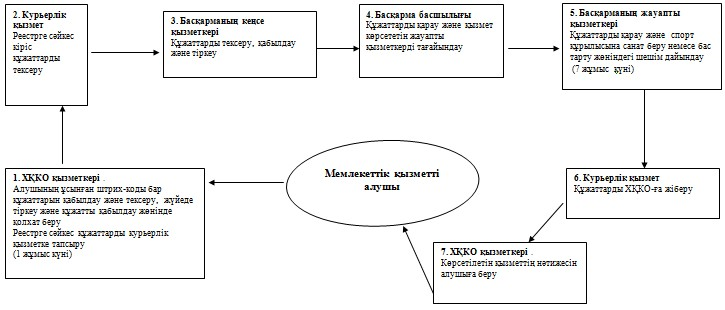 2. Курьерлік
қызмет
Реестрге сәйкес
кіріс
құжаттарды
тексеру
3. Басқарманың кеңсе
қызметкері
Құжаттарды тексеру, қабылдау
және тіркеу
4. Басқарма басшылығы
Құжаттарды қарау және қызмет
көрсететін жауапты
қызметкерді тағайындау
5. Басқарманың жауапты
қызметкері
Құжаттарды қарау және спорт
құрылысына санат беру немесе бас
тарту жөніндегі шешім дайындау
(7 жұмыс күні)
1. ХҚКО қызметкері .
Алушының ұсынған штрих-коды бар
құжаттарын қабылдау және тексеру, жүйеде
тіркеу және құжатты қабылдау жөнінде
қолхат беру
Реестрге сәйкес құжаттарды курьерлік
қызметке тапсыру
(1 жұмыс күні)
Мемлекеттік қызметті
алушы
6. Курьерлік қызмет
Құжаттарды ХҚКО-ға жіберу
7. ХҚКО қызметкері .
Көрсетілетін қызметтің нәтижесін
алушыға беру